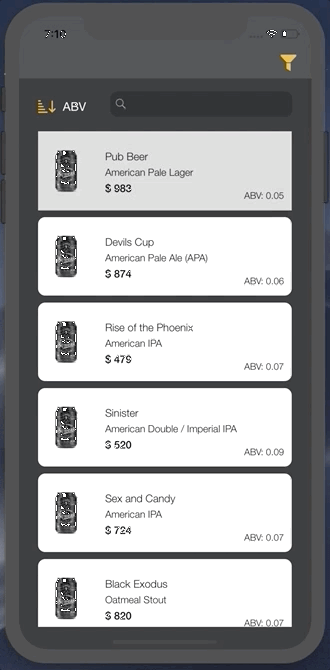 7:19
ABV
Pub Beer
American Pale Lager
$ 983
ABV: 0.05
Devils Cup
American Pale Ale (APA)
$ 874
ABV: 0.06
Rise of the Phoenix
American IPA
$ 479
ABV: 0.07
Sinister
American Double / Imperial IPA
$ 520
ABV: 0.09
Sex and Candy
American IPA
$ 724
ABV: 0.07
Black Exodus
Oatmeal Stout
$ 820
ABV: 0.07